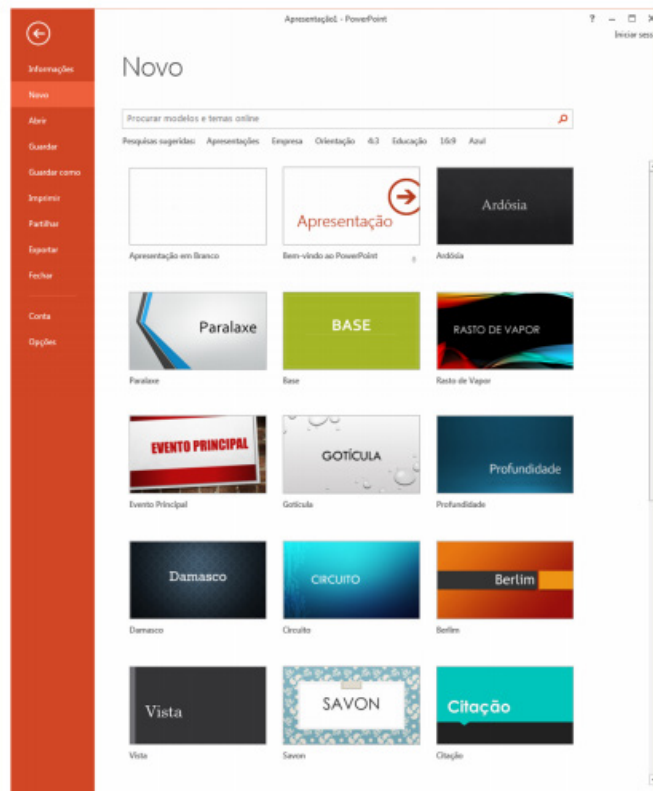 Apresentação1 - PowerPoint
?
Iniciar sess
Informações
Novo
Abrir
Guardar
Guardar como
Imprimir
Partilhar
Exportar
Fechar
Conta
Opções
Novo
Procurar modelos e temas online
Pesquisas sugeridas: Apresentações Empresa Orientação 4:3 Educação 16:9 Azul
Apresentação
Ardósia
Apresentação em Branco Bem-vindo ao PowerPoint Ardósia
Paralaxe BASE RASTO DE VAPOR
Paralaxe Base Rasto de Vapor
EVENTO PRINCIPAL GOTÍCULA Profundidade
Evento Principal Gotícula Profundidade
Damasco CIRCUITO Berlim
Damasco Circuito Berlim
Vista SAVON Citação
Vista Savon Citação